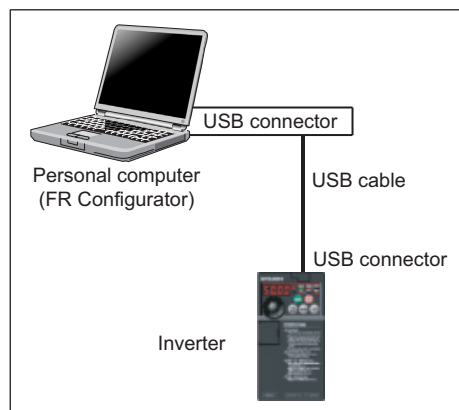 USB connector
Personal computer
(FR Configurator)
USB cable
USB connector
Inverter